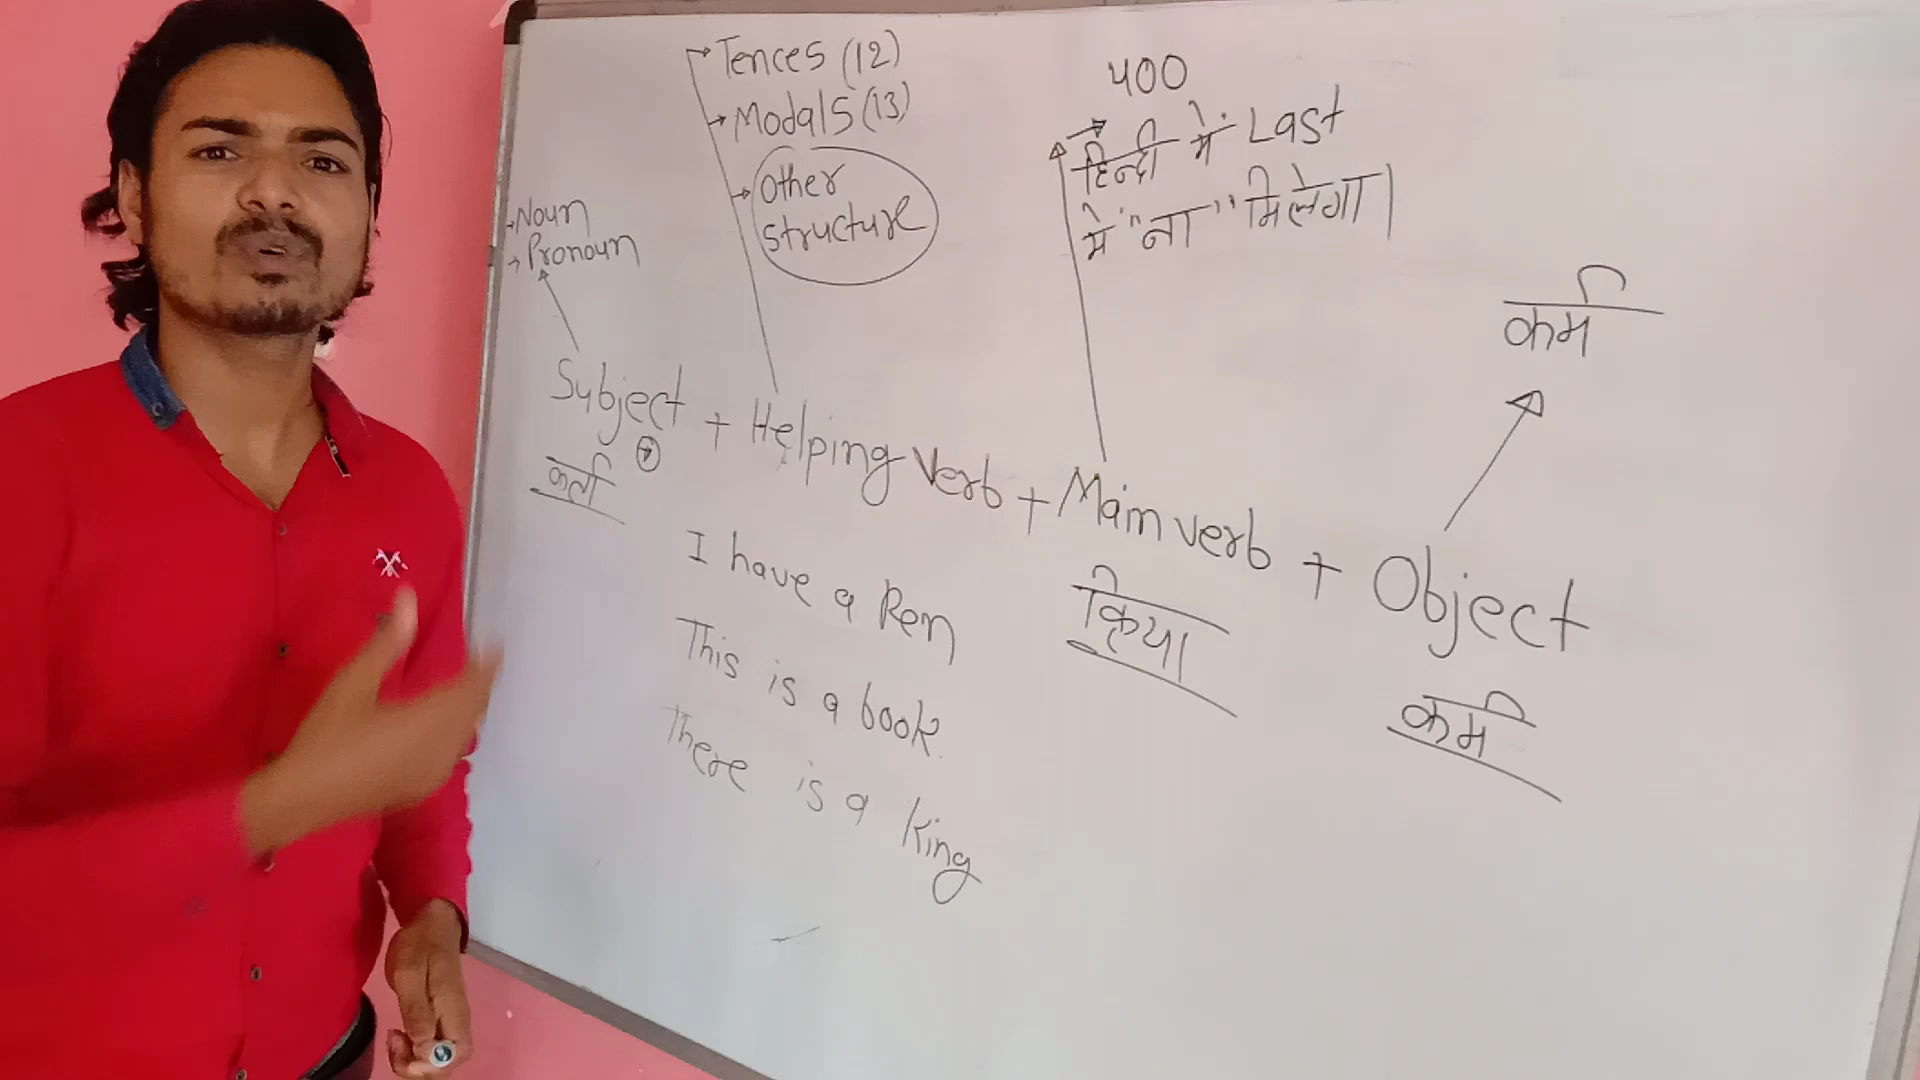 → Tences (12)
→ Modals (13)
→ Other
structure
400
→ हिन्दी में Last
में "ना" मिलेगा।
→ Noun
→ Pronoun
कर्म
Subject + Helping Verb + Main verb + Object
कर्ता
क्रिया
कर्म
I have a Pen
This is a book.
There is a king